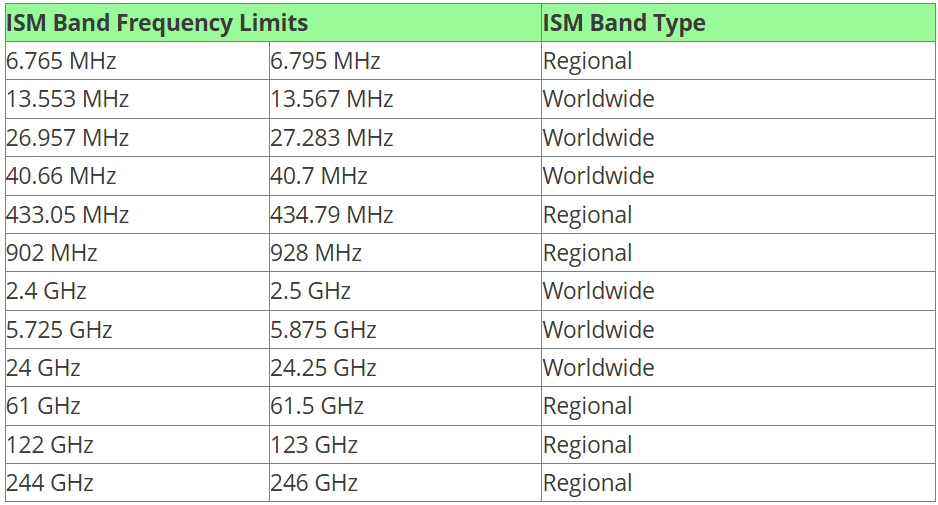 ISM Band Frequency Limits ISM Band Type
6.765 MHz 6.795 MHz Regional
13.553 MHz 13.567 MHz Worldwide
26.957 MHz 27.283 MHz Worldwide
40.66 MHz 40.7 MHz Worldwide
433.05 MHz 434.79 MHz Regional
902 MHz 928 MHz Regional
2.4 GHz 2.5 GHz Worldwide
5.725 GHz 5.875 GHz Worldwide
24 GHz 24.25 GHz Worldwide
61 GHz 61.5 GHz Regional
122 GHz 123 GHz Regional
244 GHz 246 GHz Regional